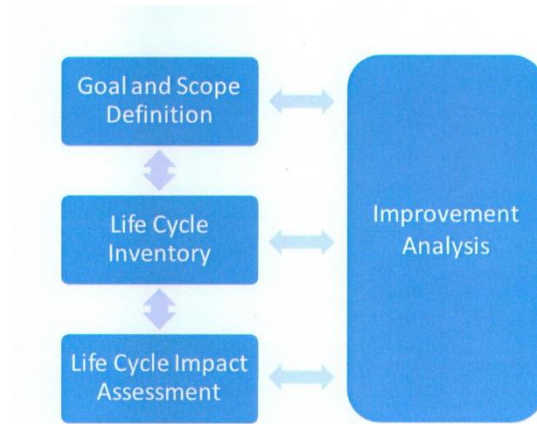 Goal and Scope
Definition
Life Cycle
Inventory
Improvement
Analysis
Life Cycle Impact
Assessment